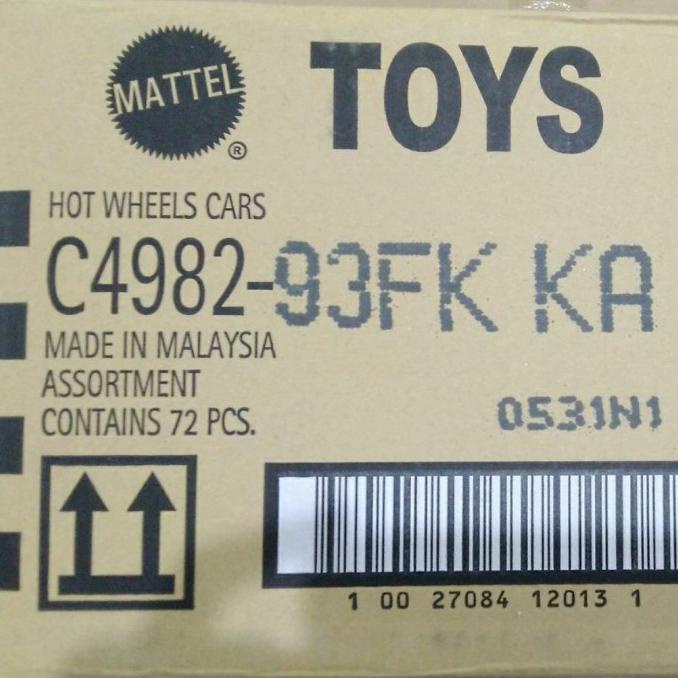 MATTEL® TOYS
HOT WHEELS CARS
C4982-93FK KA
MADE IN MALAYSIA
ASSORTMENT
CONTAINS 72 PCS.
0531N1
1 00 27084 12013 1